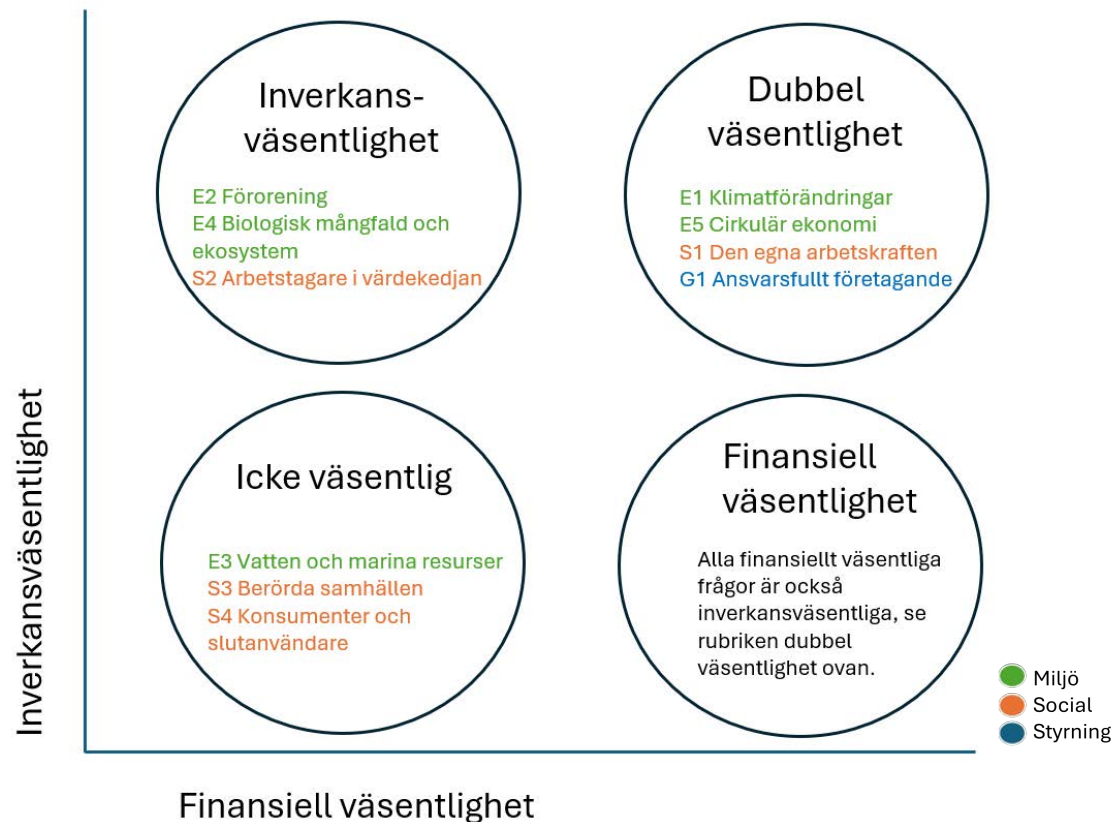 Inverkans-
väsentlighet
E2 Förorening
E4 Biologisk mångfald och
ekosystem
S2 Arbetstagare i värdekedjan
Dubbel
väsentlighet
E1 Klimatförändringar
E5 Cirkulär ekonomi
S1 Den egna arbetskraften
G1 Ansvarsfullt företagande
Inverkansväsentlighet
Icke väsentlig
E3 Vatten och marina resurser
S3 Berörda samhällen
S4 Konsumenter och
slutanvändare
Finansiell
väsentlighet
Alla finansiellt väsentliga
frågor är också
inverkansväsentliga, se
rubriken dubbel
väsentlighet ovan.
Miljö
Social
Styrning
Finansiell väsentlighet